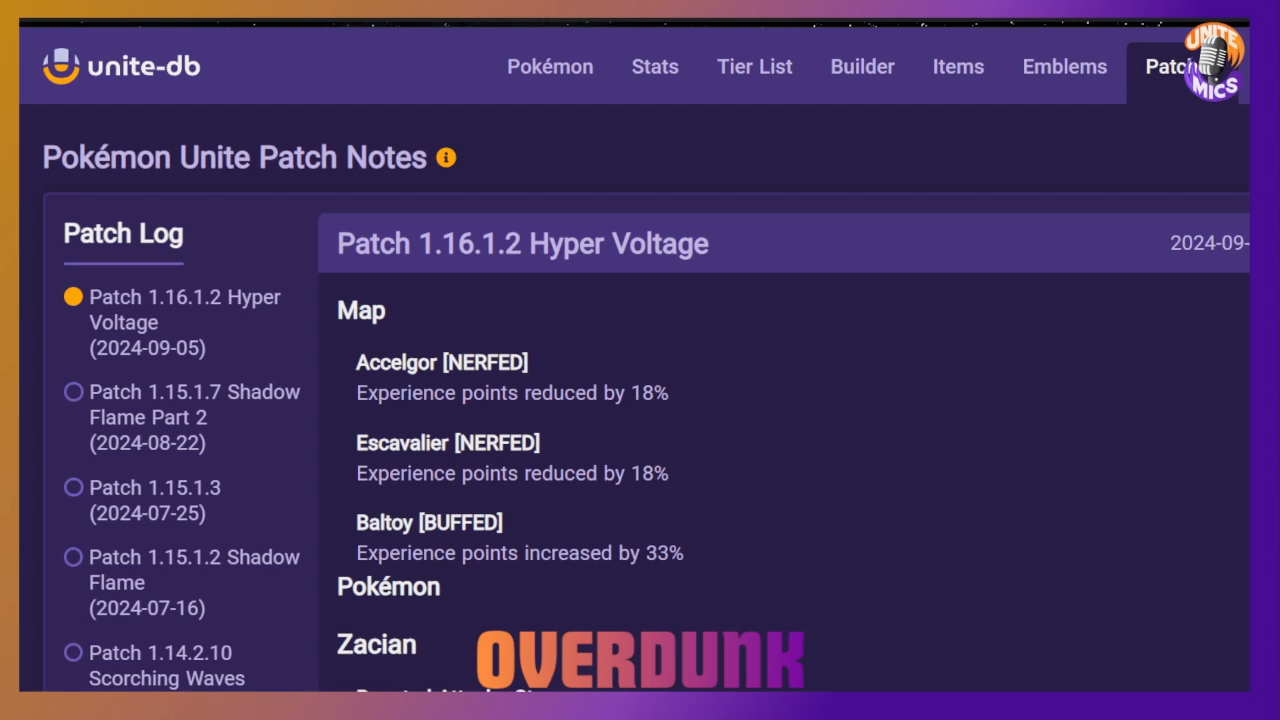 unite-db
Pokémon
Stats
Tier List
Builder
Items
Emblems
UNITE
MICS
Pokémon Unite Patch Notes
Patch Log
Patch 1.16.1.2 Hyper
Voltage
(2024-09-05)
Patch 1.15.1.7 Shadow
Flame Part 2
(2024-08-22)
Patch 1.15.1.3
(2024-07-25)
Patch 1.15.1.2 Shadow
Flame
(2024-07-16)
Patch 1.14.2.10
Scorching Waves
Patch 1.16.1.2 Hyper Voltage
2024-09-
Map
Accelgor [NERFED]
Experience points reduced by 18%
Escavalier [NERFED]
Experience points reduced by 18%
Baltoy [BUFFED]
Experience points increased by 33%
Pokémon
Zacian
OVERDUNK